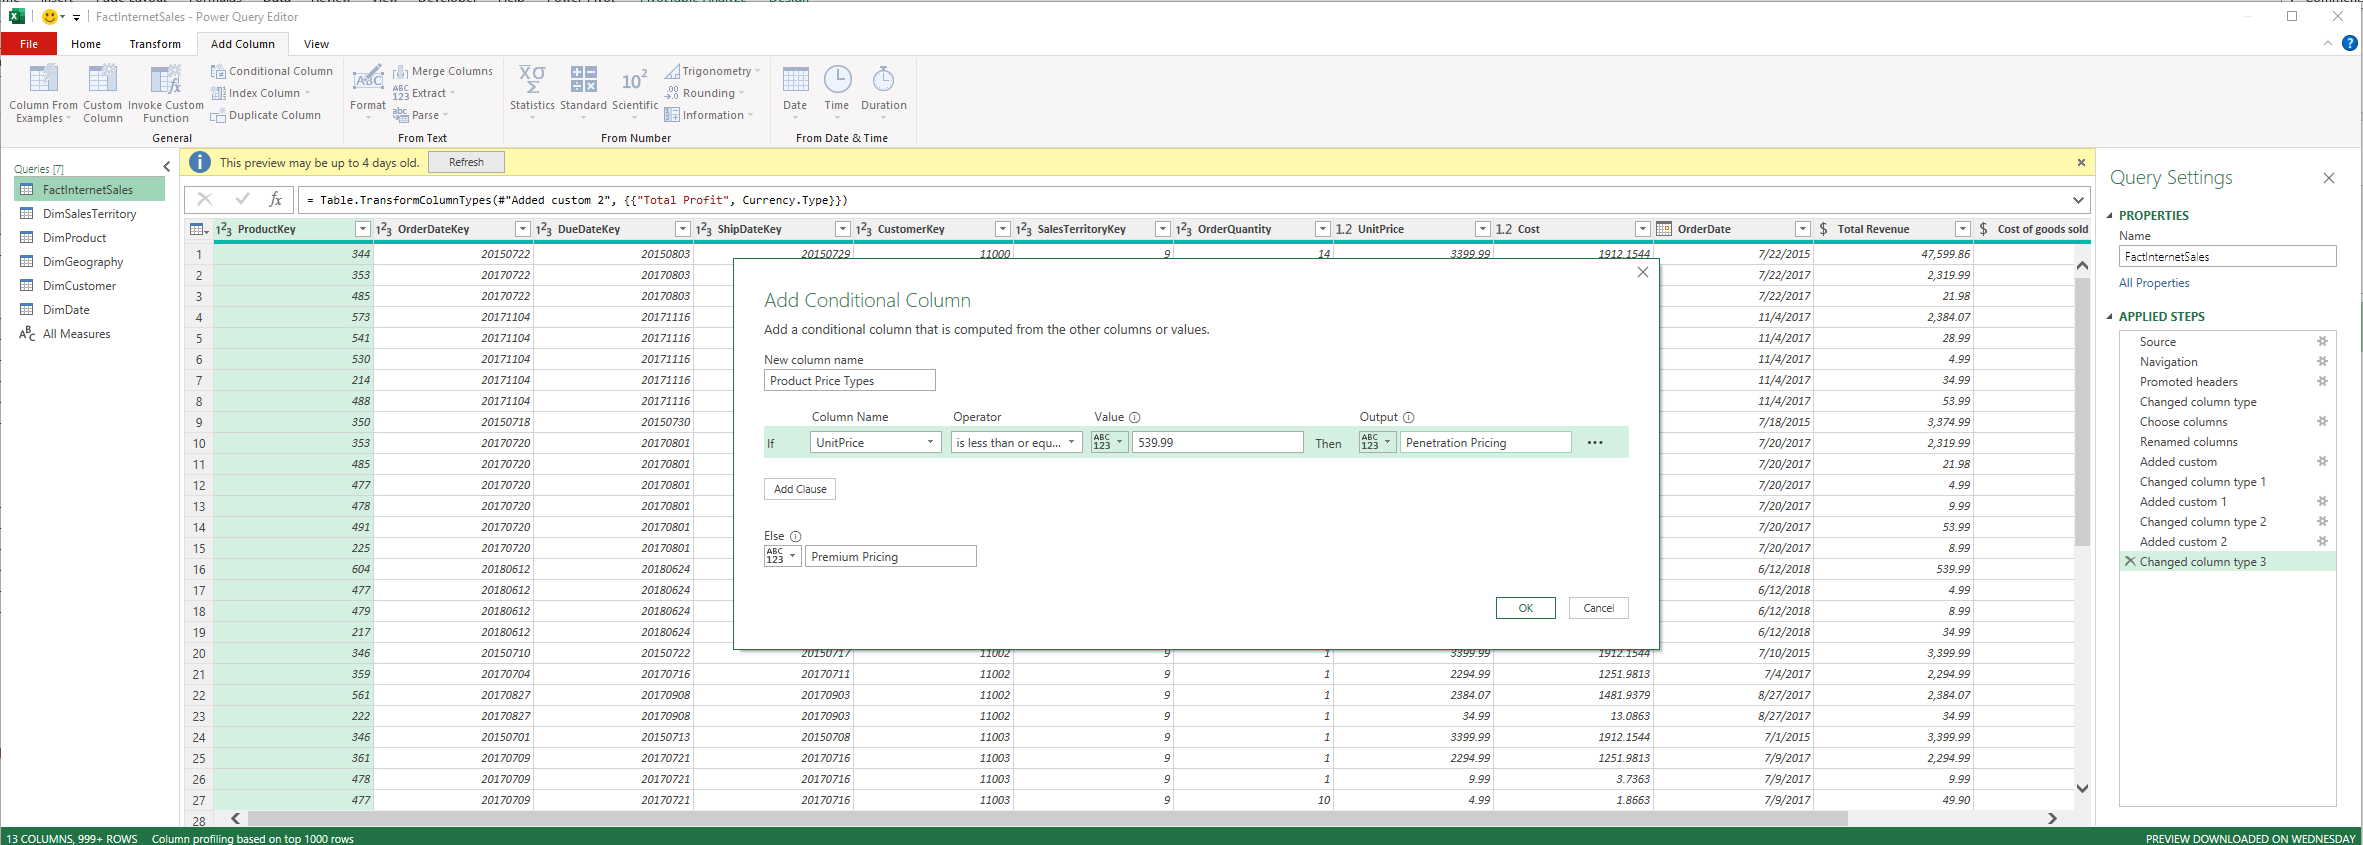 FactInternetSales - Power Query Editor
File Home Transform Add Column View
Column From Examples
Custom Column
Invoke Custom Function
Conditional Column
Index Column
Duplicate Column
General
Format
Merge Columns
Extract
Parse
From Text
Statistics
Standard
Scientific
Trigonometry
Rounding
Information
From Number
Date
Time
Duration
From Date & Time
Queries [7]
FactInternetSales
DimSalesTerritory
DimProduct
DimGeography
DimCustomer
DimDate
All Measures
This preview may be up to 4 days old. Refresh
= Table.TransformColumnTypes(#"Added custom 2", {{"Total Profit", Currency.Type}})
ProductKey OrderDateKey DueDateKey ShipDateKey CustomerKey SalesTerritoryKey OrderQuantity 1.2 UnitPrice 1.2 Cost OrderDate $ Total Revenue $ Cost of goods sold
1 344 20150722 20150803 20150729 11000 9 14 3399.99 1912.1544 7/22/2015 47,599.86
2 353 20170722 20170803 7/22/2017 2,319.99
3 485 20170722 20170803 7/22/2017 21.98
4 573 20171104 20171116 11/4/2017 2,384.07
5 541 20171104 20171116 11/4/2017 28.99
6 530 20171104 20171116 11/4/2017 4.99
7 214 20171104 20171116 11/4/2017 34.99
8 488 20171104 20171116 11/4/2017 53.99
9 350 20150718 20150730 7/18/2015 3,374.99
10 353 20170720 20170801 7/20/2017 2,319.99
11 485 20170720 20170801 7/20/2017 21.98
12 477 20170720 20170801 7/20/2017 4.99
13 478 20170720 20170801 7/20/2017 9.99
14 491 20170720 20170801 7/20/2017 53.99
15 225 20170720 20170801 7/20/2017 8.99
16 604 20180612 20180624 6/12/2018 539.99
17 477 20180612 20180624 6/12/2018 4.99
18 479 20180612 20180624 6/12/2018 8.99
19 217 20180612 20180624 6/12/2018 34.99
20 346 20150710 20150722 20150717 11002 9 1 3399.99 1912.1544 7/10/2015 3,399.99
21 359 20170704 20170716 20170711 11002 9 1 2294.99 1251.9813 7/4/2017 2,294.99
22 561 20170827 20170908 20170903 11002 9 1 2384.07 1481.9379 8/27/2017 2,384.07
23 222 20170827 20170908 20170903 11002 9 1 34.99 13.0863 8/27/2017 34.99
24 346 20150701 20150713 20150708 11003 9 1 3399.99 1912.1544 7/1/2015 3,399.99
25 361 20170709 20170721 20170716 11003 9 1 2294.99 1251.9813 7/9/2017 2,294.99
26 478 20170709 20170721 20170716 11003 9 1 9.99 3.7363 7/9/2017 9.99
27 477 20170709 20170721 20170716 11003 9 10 4.99 1.8663 7/9/2017 49.90
28
Add Conditional Column
Add a conditional column that is computed from the other columns or values.
New column name
Product Price Types
Column Name Operator Value Output
If UnitPrice is less than or equ... ABC 123 539.99 Then ABC 123 Penetration Pricing ...
Add Clause
Else
ABC 123 Premium Pricing
OK Cancel
Query Settings
PROPERTIES
Name
FactInternetSales
All Properties
APPLIED STEPS
Source
Navigation
Promoted headers
Changed column type
Choose columns
Renamed columns
Added custom
Changed column type 1
Added custom 1
Changed column type 2
Added custom 2
Changed column type 3
13 COLUMNS, 999+ ROWS Column profiling based on top 1000 rows
PREVIEW DOWNLOADED ON WEDNESDAY